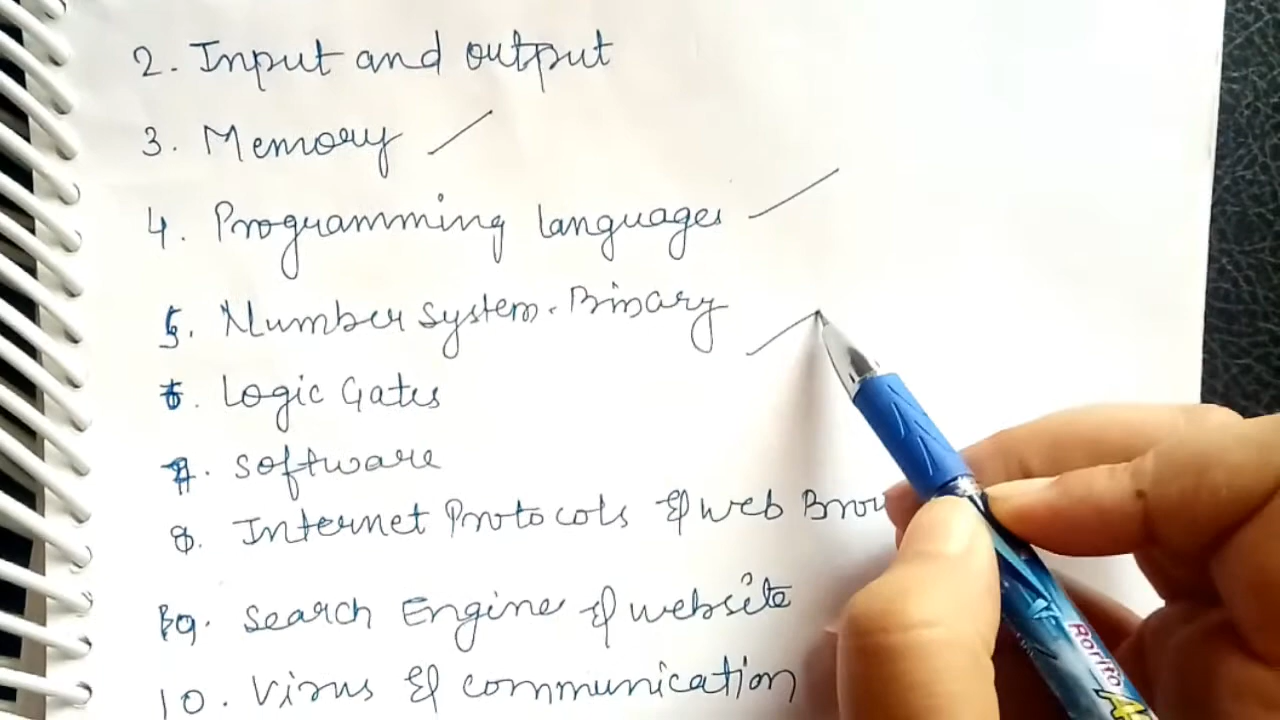 2. Input and output
3. Memory
4. Programming languages
5. Number system. Binary
6. Logic Gates
7. software
8. Internet Protocols & web
9. Search Engine & website
10. Virus & communication
Rorito